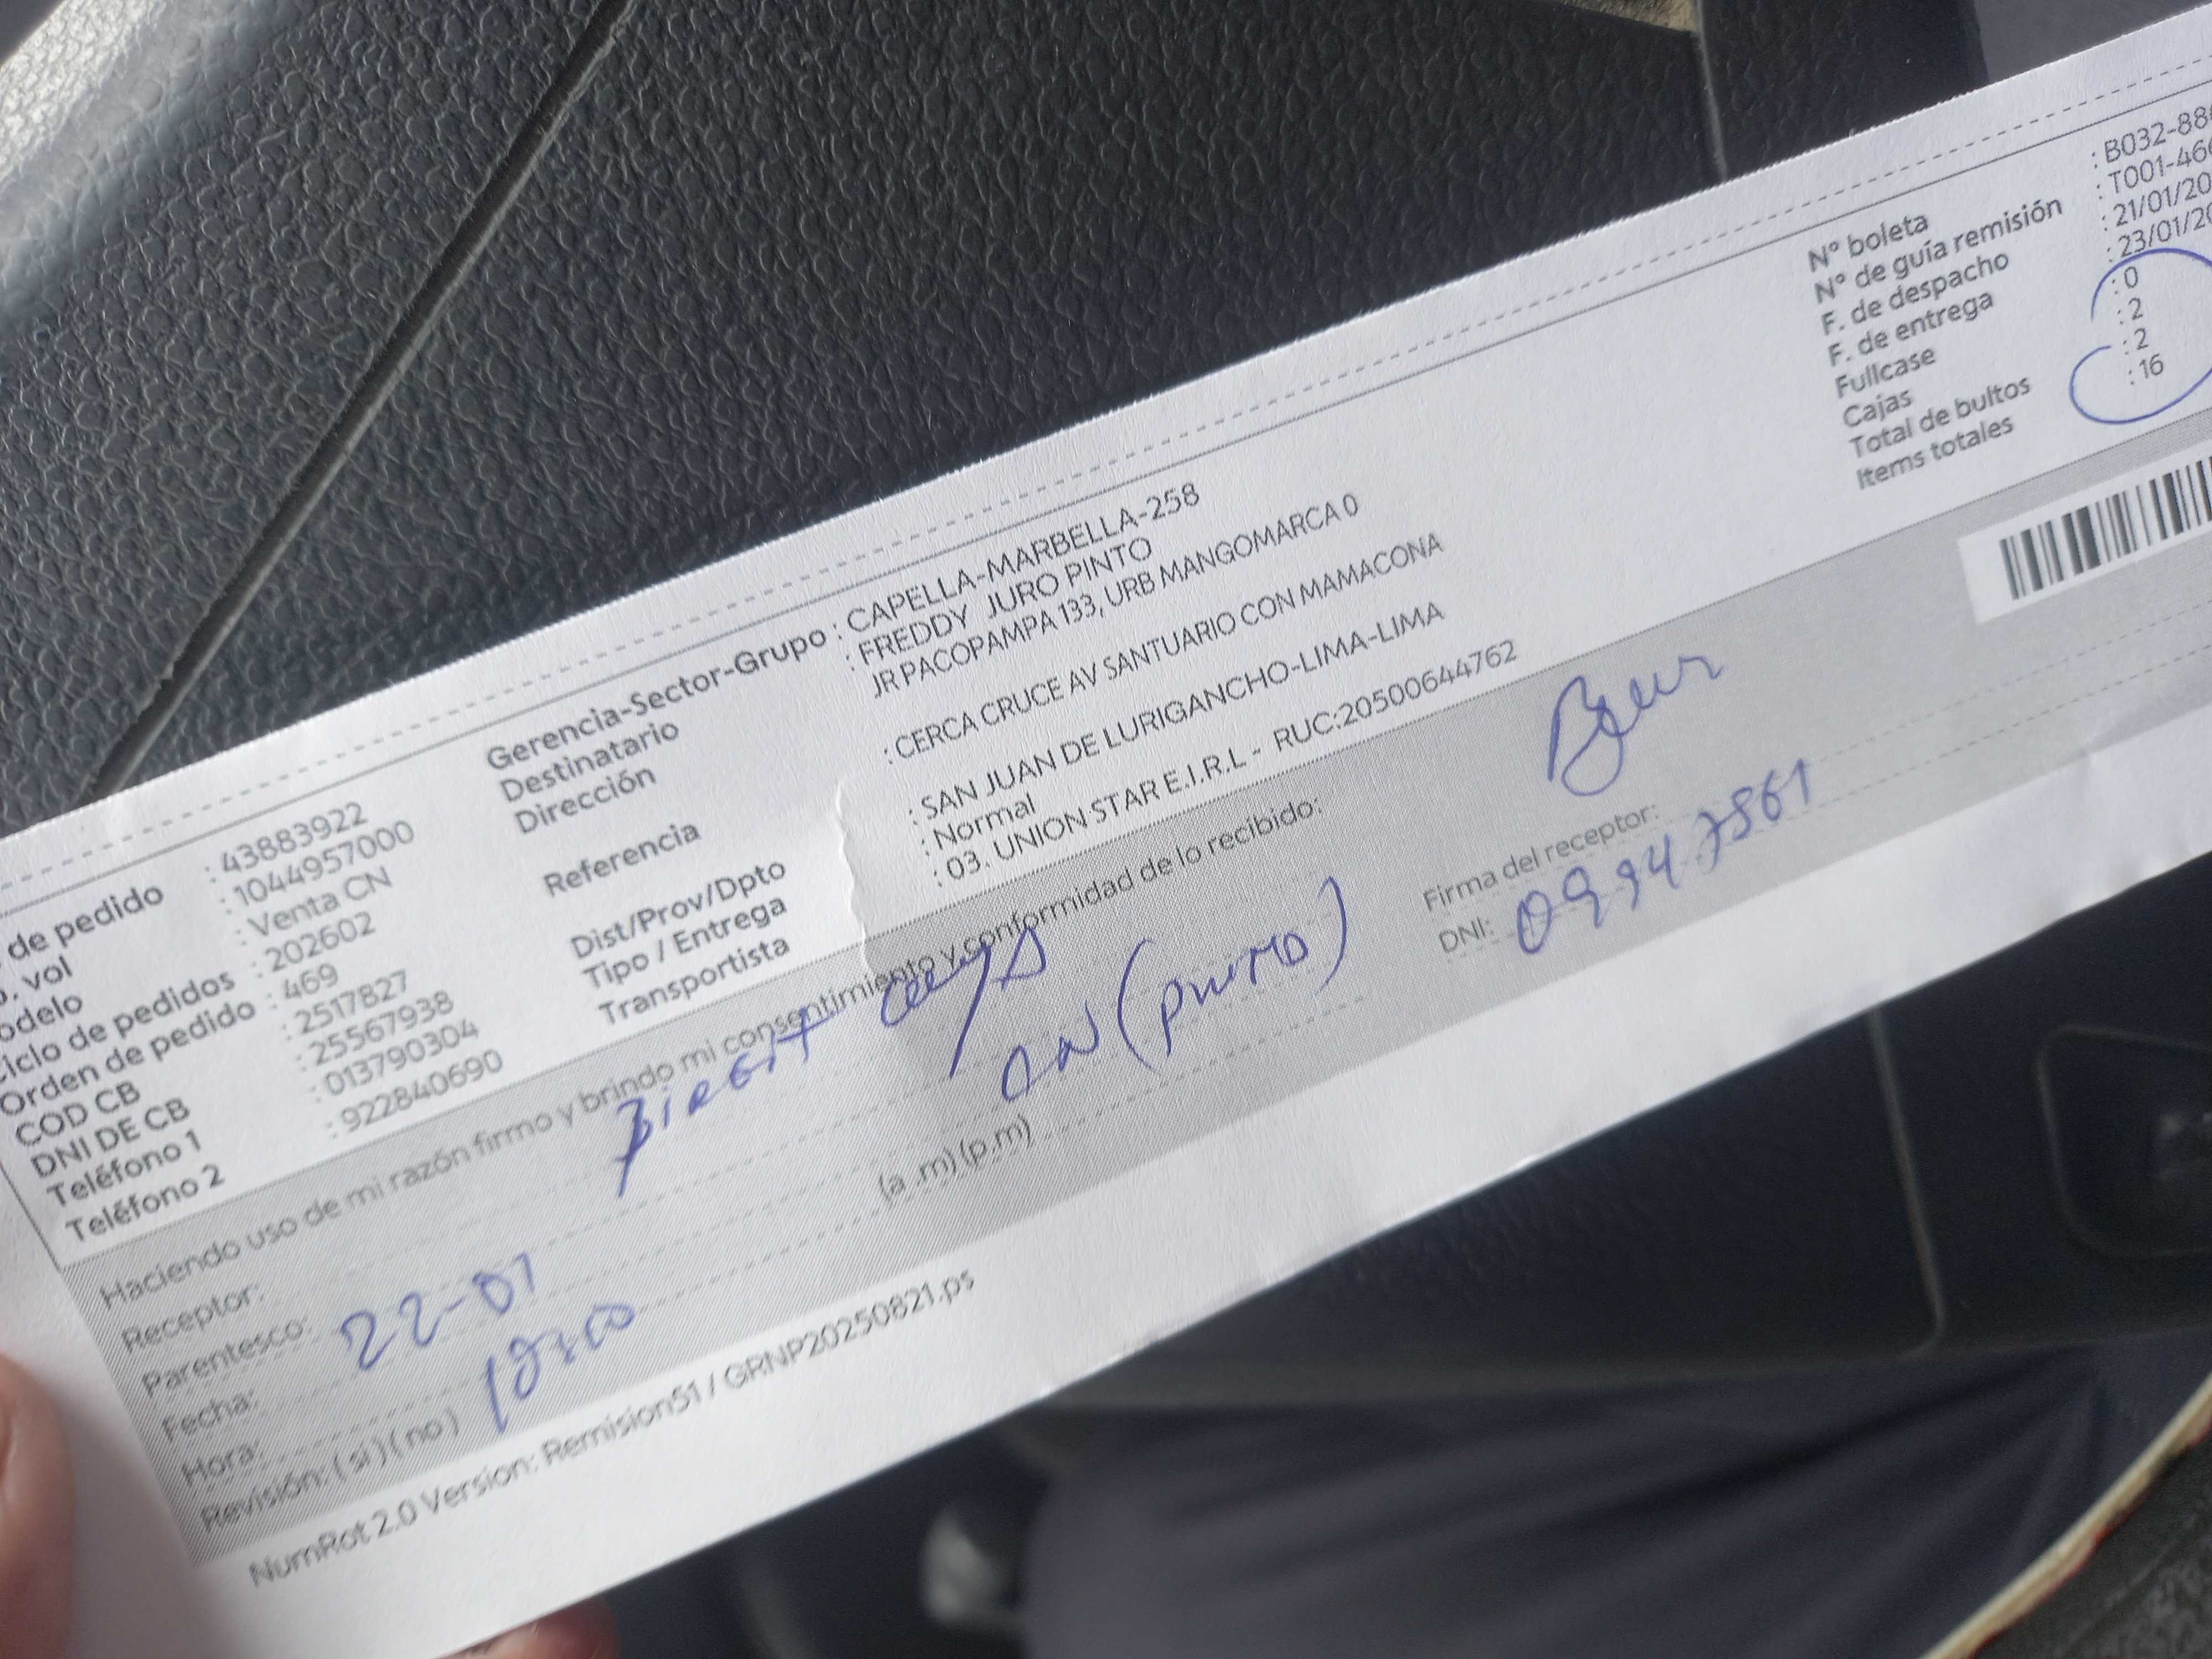 de pedido : 43883922
. vol : 1044957000
odelo : Venta CN
Ciclo de pedidos : 202602
Orden de pedido : 469
COD CB : 2517827
DNI DE CB : 25567938
Teléfono 1 : 013790304
Teléfono 2 : 922840690
Gerencia-Sector-Grupo : CAPELLA-MARBELLA-258
Destinatario : FREDDY JURO PINTO
Dirección JR PACOPAMPA 133, URB MANGOMARCA 0
Referencia : CERCA CRUCE AV SANTUARIO CON MAMACONA
Dist/Prov/Dpto : SAN JUAN DE LURIGANCHO-LIMA-LIMA
Tipo / Entrega : Normal
Transportista : 03. UNION STAR E.I.R.L - RUC:20500644762
N° boleta : B032-88
N° de guía remisión : T001-46
F. de despacho : 21/01/20
F. de entrega : 23/01/20
Fullcase : 0
Cajas : 2
Total de bultos : 2
Items totales : 16
Haciendo uso de mi razón firmo y brindo mi consentimiento y conformidad de lo recibido:
Receptor:
Parentesco:
Fecha: 22-01
Hora:
(a .m) (p.m)
Revisión: (si) (no)
Firma del receptor:
DNI: 09947861
NumRot 2.0 Version: Remision51 / GRNP20250821.ps